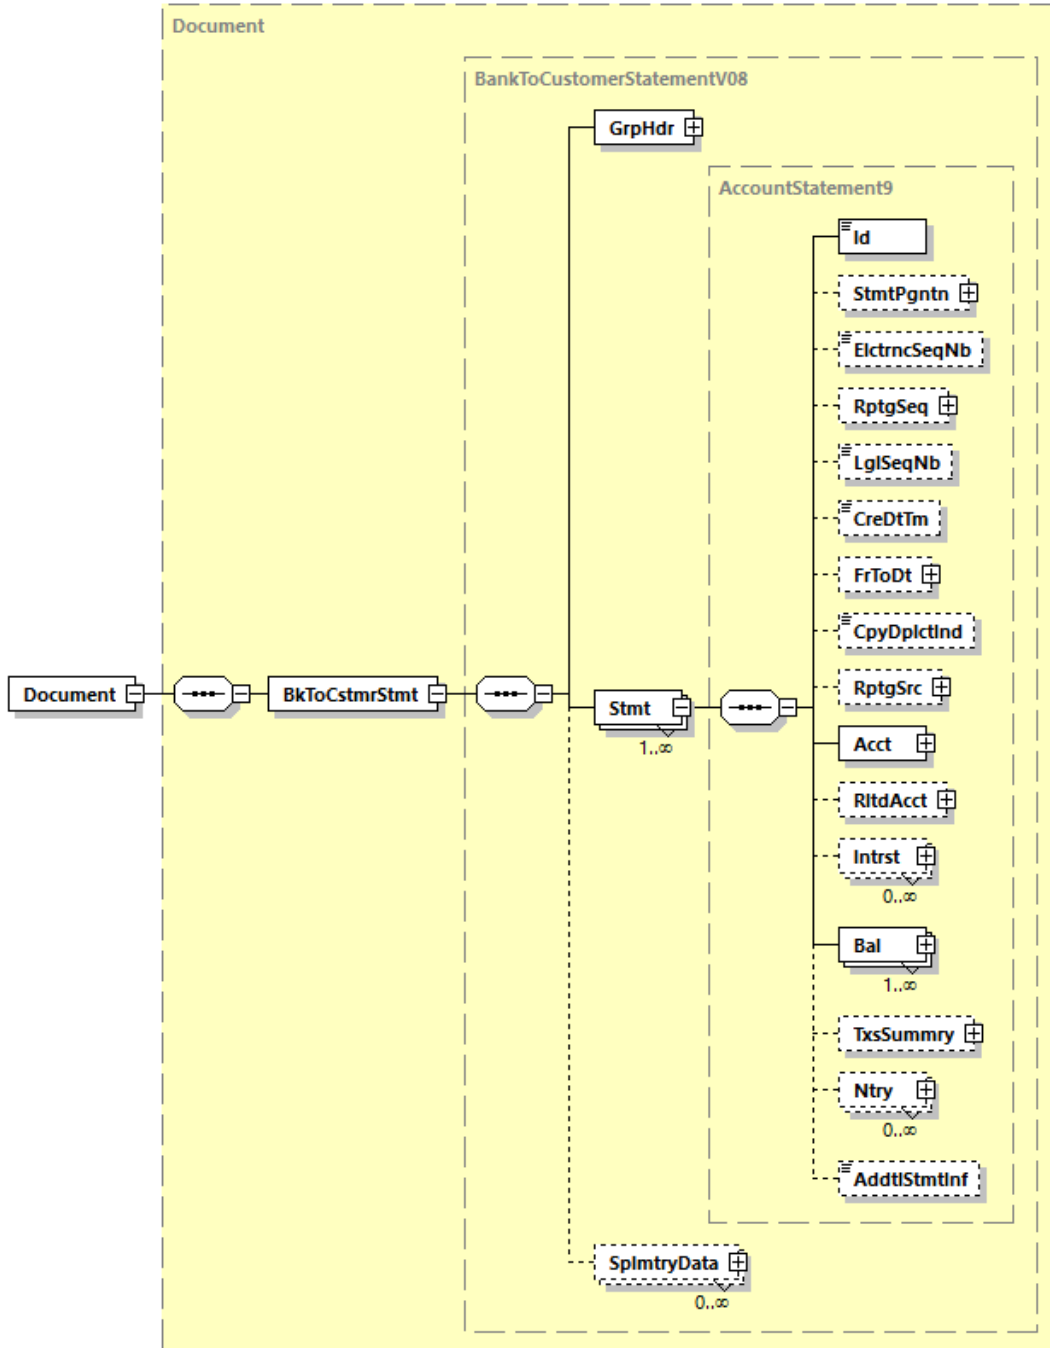 Document
BankToCustomerStatementV08
GrpHdr
AccountStatement9
Id
StmtPgntn
ElctrncSeqNb
RptgSeq
LglSeqNb
CreDtTm
FrToDt
CpyDplctInd
Document
BkToCstmrStmt
Stmt
1..∞
RptgSrc
Acct
RltdAcct
Intrst
0..∞
Bal
1..∞
TxsSummry
Ntry
0..∞
AddtlStmtInf
SplmtryData
0..∞